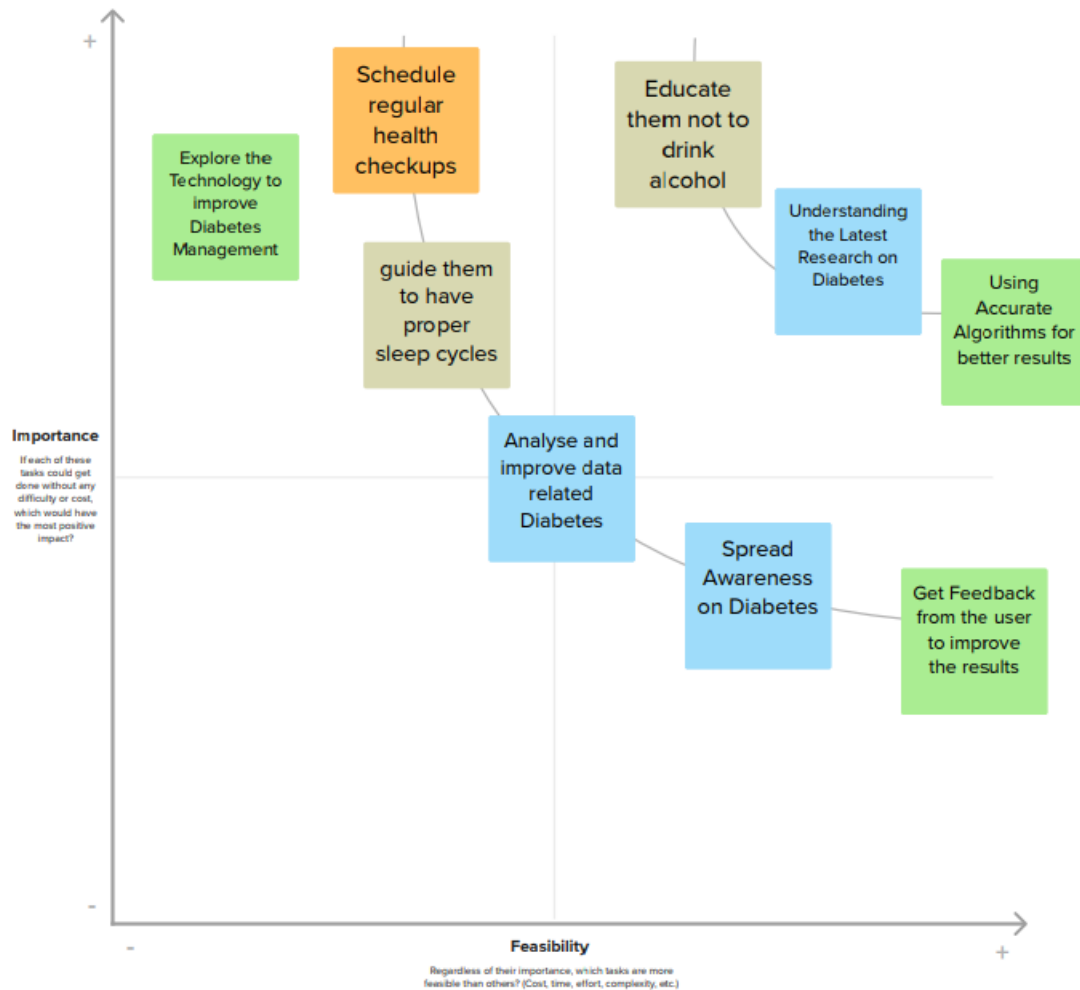 +
Schedule
regular
health
checkups
Educate
them not to
drink
alcohol
Explore the
Technology to
improve
Diabetes
Management
Understanding
the Latest
Research on
Diabetes
guide them
to have
proper
sleep cycles
Using
Accurate
Algorithms for
better results
Importance
If each of these
tasks could get
done without any
difficulty or cost,
which would have
the most positive
impact?
Analyse and
improve data
related
Diabetes
Spread
Awareness
on Diabetes
Get Feedback
from the user
to improve
the results
-
-
Feasibility
+
Regardless of their importance, which tasks are more
feasible than others? (Cost, time, effort, complexity, etc.)